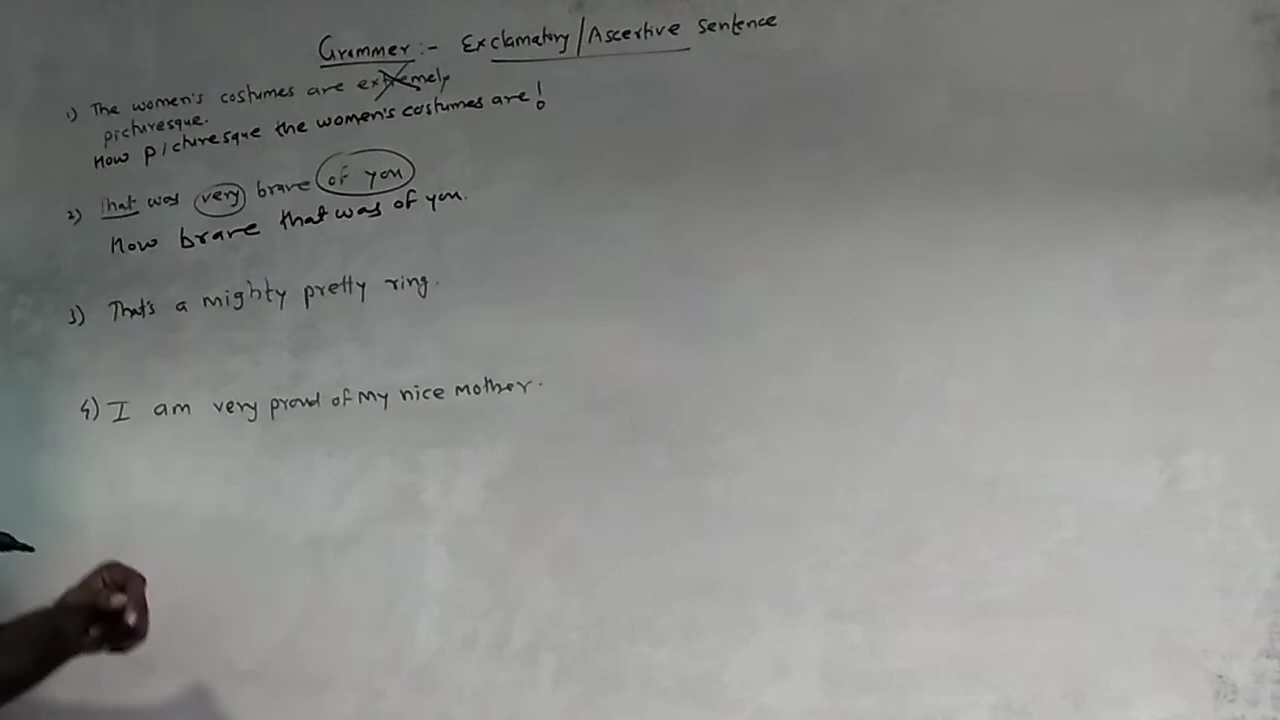 Grammer :- Exclamatory/Ascertive sentence
1) The women's costumes are extremely
picturesque.
How picturesque the women's costumes are!
2) That was very brave of you
How brave that was of you.
3) That's a mighty pretty ring.
4) I am very proud of my nice mother.